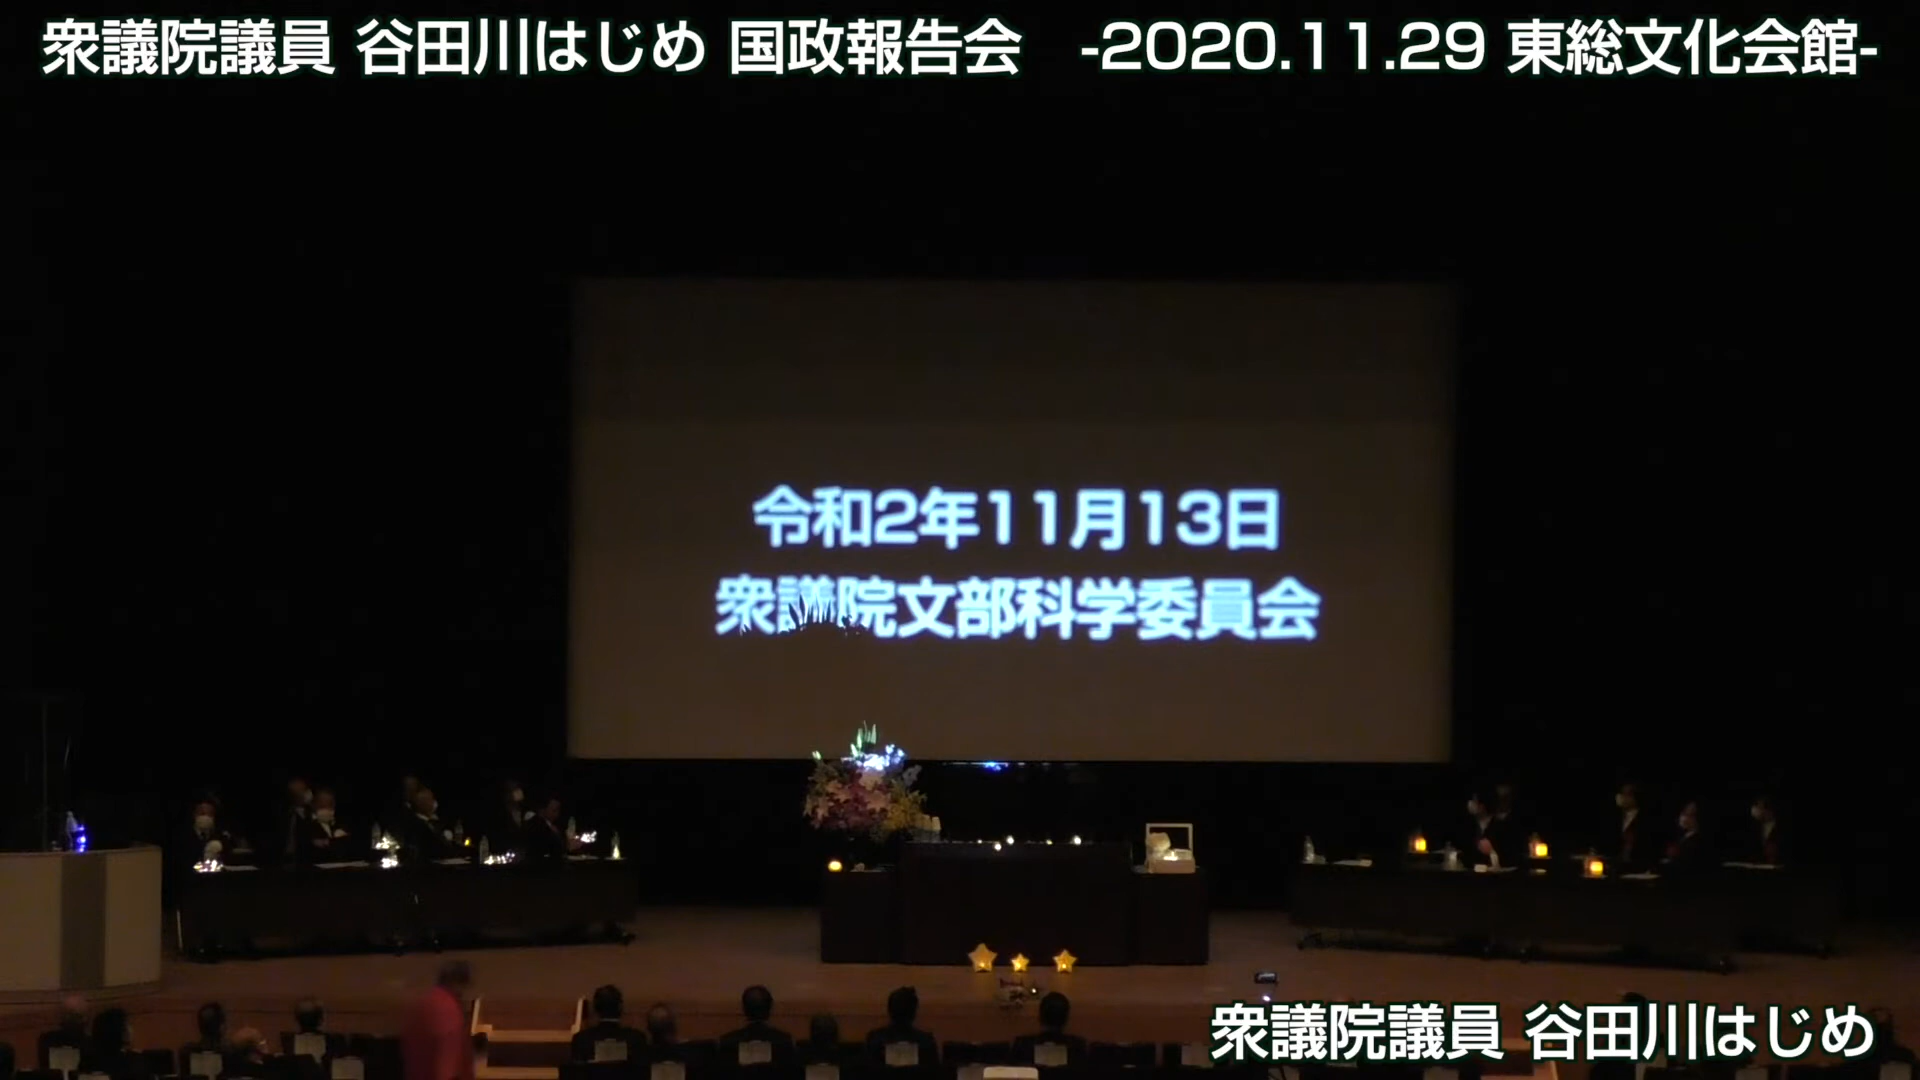 衆議院議員 谷田川はじめ 国政報告会　-2020.11.29 東総文化会館-
令和2年11月13日
衆議院文部科学委員会
衆議院議員 谷田川はじめ